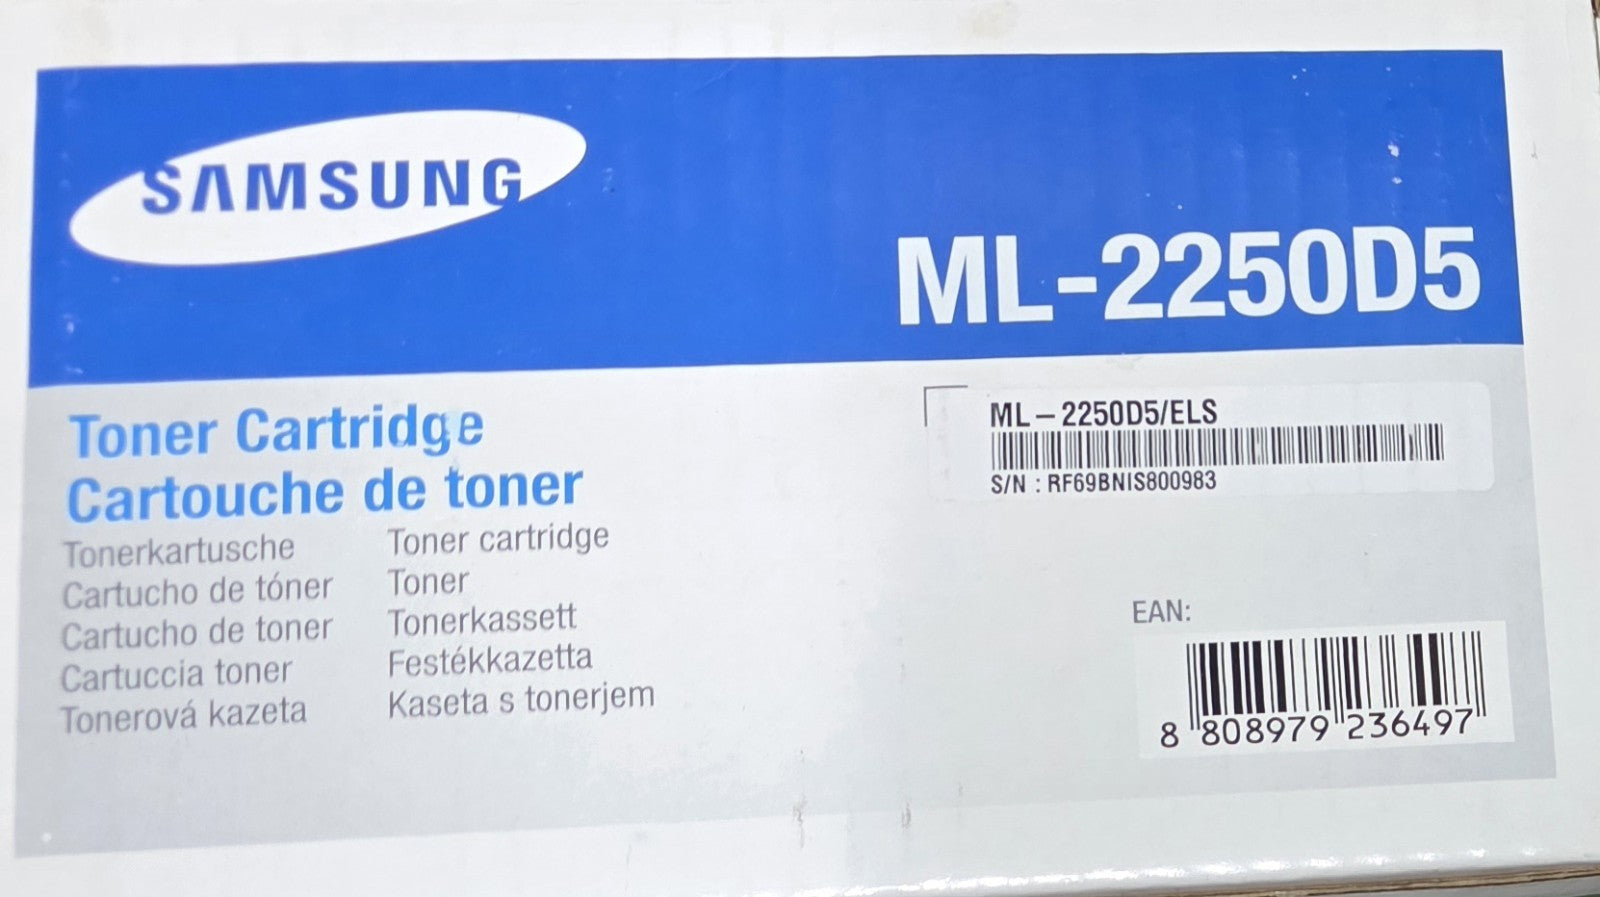 SAMSUNG
ML-2250D5
Toner Cartridge
Cartouche de toner
Tonerkartusche
Cartucho de tóner
Cartucho de toner
Cartuccia toner
Tonerová kazeta
Toner cartridge
Toner
Tonerkassett
Festékkazetta
Kaseta s tonerjem
ML-2250D5/ELS
S/N : RF69BNIS800983
EAN:
8 808979 236497